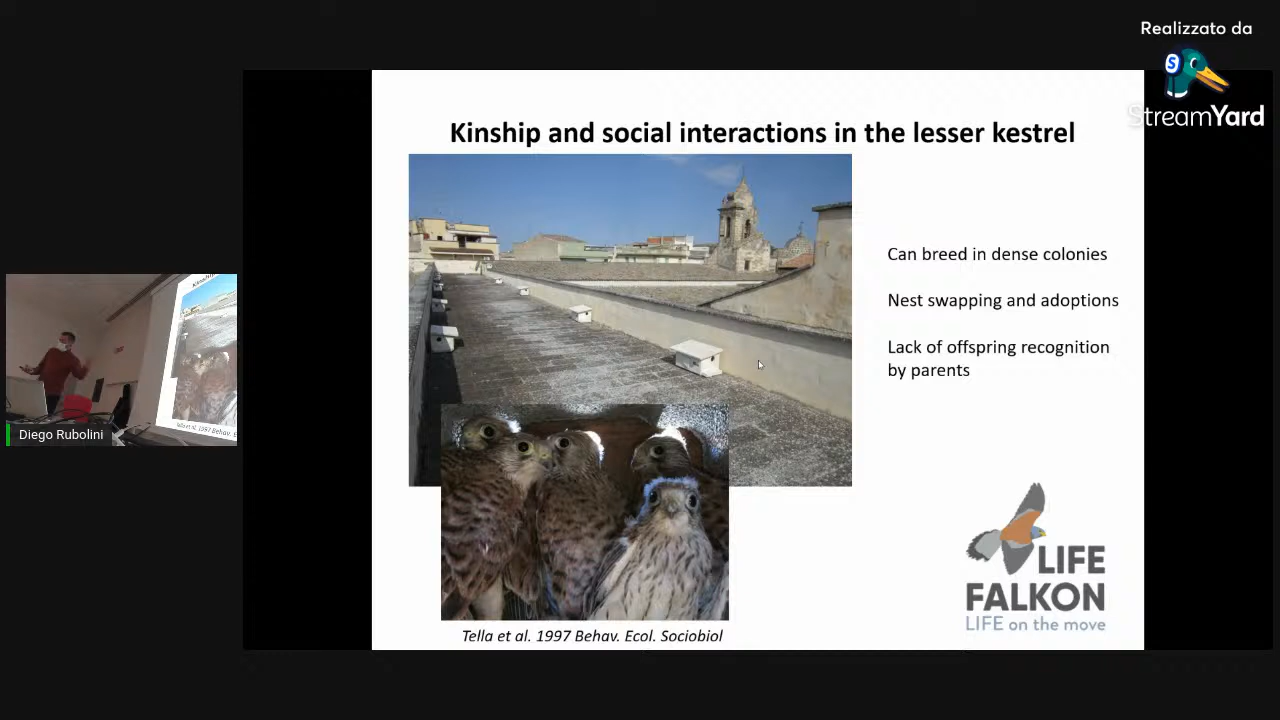 Realizzato da
S
StreamYard
Kinship and social interactions in the lesser kestrel
Can breed in dense colonies
Nest swapping and adoptions
Lack of offspring recognition
by parents
Diego Rubolini
LIFE
FALKON
LIFE on the move
Tella et al. 1997 Behav. Ecol. Sociobiol